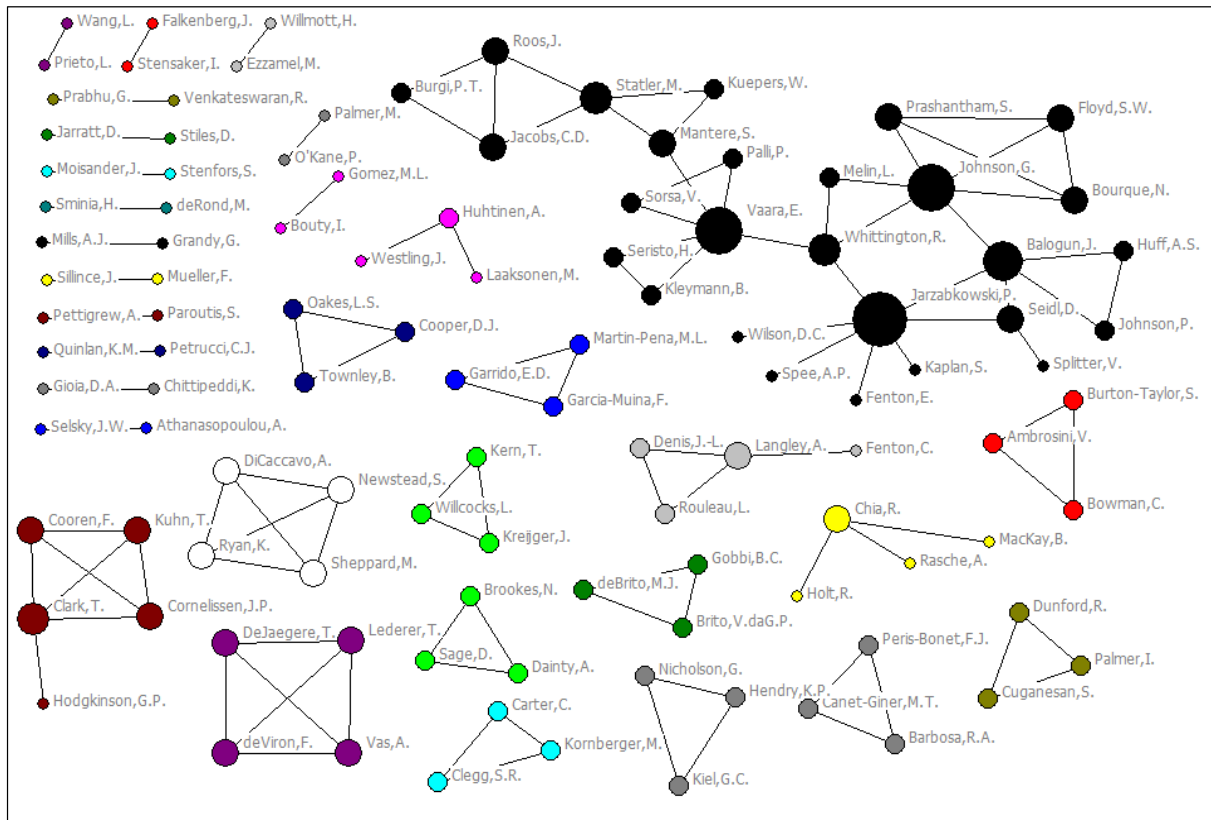 Wang,L.
Falkenberg,J.
Willmott,H.
Prieto,L.
Stensaker,I.
Ezzamel,M.
Prabhu,G.
Venkateswaran,R.
Jarratt,D.
Stiles,D.
Moisander,J.
Stenfors,S.
Sminia,H.
deRond,M.
Mills,A.J.
Grandy,G.
Sillince,J.
Mueller,F.
Pettigrew,A.
Paroutis,S.
Quinlan,K.M.
Petrucci,C.J.
Gioia,D.A.
Chittipeddi,K.
Selsky,J.W.
Athanasopoulou,A.
Palmer,M.
O'Kane,P.
Gomez,M.L.
Bouty,I.
Huhtinen,A.
Westling,J.
Laaksonen,M.
Oakes,L.S.
Cooper,D.J.
Townley,B.
Martin-Pena,M.L.
Garrido,E.D.
Garcia-Muina,F.
Roos,J.
Burgi,P.T.
Statler,M.
Jacobs,C.D.
Kuepers,W.
Mantere,S.
Palli,P.
Sorsa,V.
Vaara,E.
Seristo,H.
Kleymann,B.
Prashantham,S.
Floyd,S.W.
Melin,L.
Johnson,G.
Bourque,N.
Whittington,R.
Balogun,J.
Huff,A.S.
Jarzabkowski,P.
Seidl,D.
Johnson,P.
Wilson,D.C.
Spee,A.P.
Kaplan,S.
Splitter,V.
Fenton,E.
Burton-Taylor,S.
Ambrosini,V.
Bowman,C.
Denis,J.-L.
Langley,A.
Fenton,C.
Rouleau,L.
DiCaccavo,A.
Newstead,S.
Ryan,K.
Sheppard,M.
Kern,T.
Willcocks,L.
Kreijger,J.
Cooren,F.
Kuhn,T.
Clark,T.
Cornelissen,J.P.
Hodgkinson,G.P.
Chia,R.
MacKay,B.
Rasche,A.
Holt,R.
Gobbi,B.C.
deBrito,M.J.
Brito,V.daG.P.
Brookes,N.
Sage,D.
Dainty,A.
DeJaegere,T.
Lederer,T.
deViron,F.
Vas,A.
Dunford,R.
Palmer,I.
Cuganesan,S.
Peris-Bonet,F.J.
Canet-Giner,M.T.
Barbosa,R.A.
Nicholson,G.
Hendry,K.P.
Kiel,G.C.
Carter,C.
Kornberger,M.
Clegg,S.R.